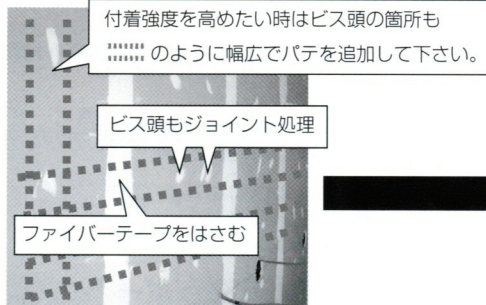 付着強度を高めたい時はビス頭の箇所も
のように幅広でパテを追加して下さい。
ビス頭もジョイント処理
ファイバーテープをはさむ